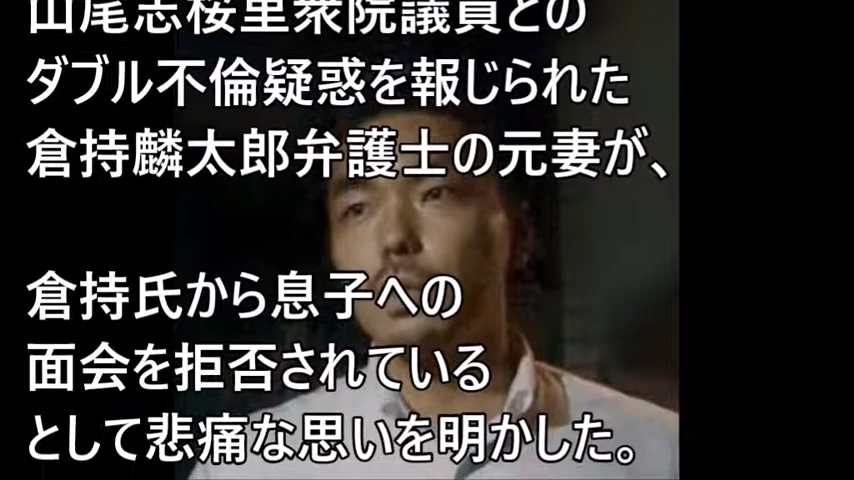 山尾志桜里衆院議員との
ダブル不倫疑惑を報じられた
倉持麟太郎弁護士の元妻が、
倉持氏から息子への
面会を拒否されている
として悲痛な思いを明かした。